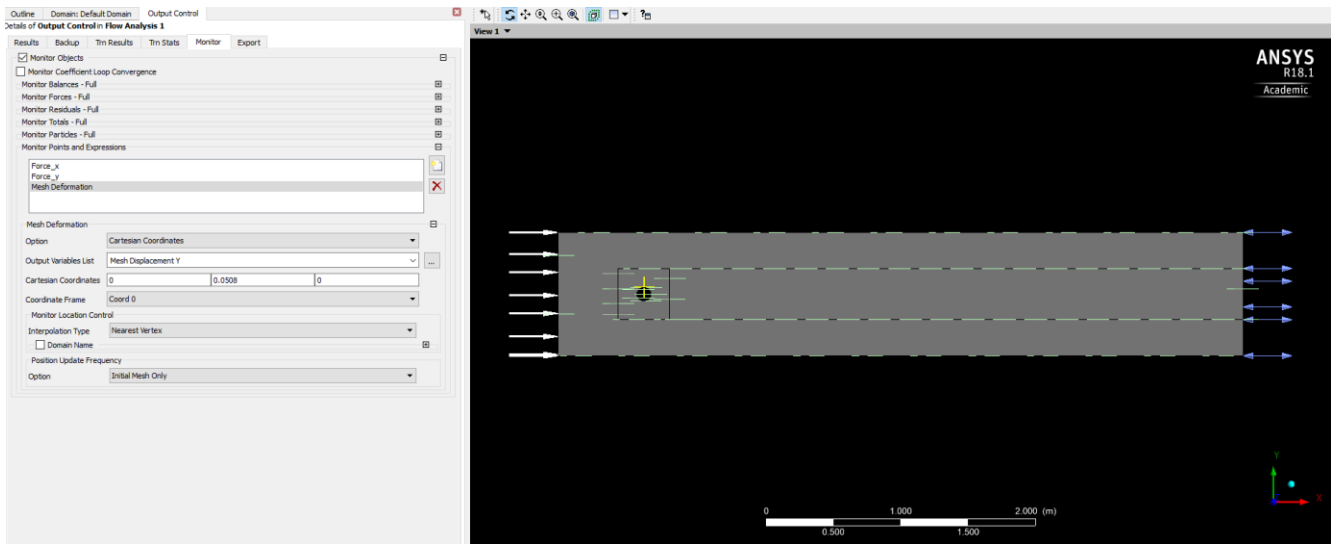 Outline Domain: Default Domain Output Control
Details of Output Control in Flow Analysis 1
Results Backup Trn Results Trn Stats Monitor Export
Monitor Objects
Monitor Coefficient Loop Convergence
Monitor Balances - Full
Monitor Forces - Full
Monitor Residuals - Full
Monitor Totals - Full
Monitor Particles - Full
Monitor Points and Expressions
Force_x
Force_y
Mesh Deformation
Mesh Deformation
Option Cartesian Coordinates
Output Variables List Mesh Displacement Y ...
Cartesian Coordinates 0 0.0508 0
Coordinate Frame Coord 0
Monitor Location Control
Interpolation Type Nearest Vertex
Domain Name
Position Update Frequency
Option Initial Mesh Only
View 1
ANSYS
R18.1
Academic
Y
X
0 1.000 2.000 (m)
0.500 1.500